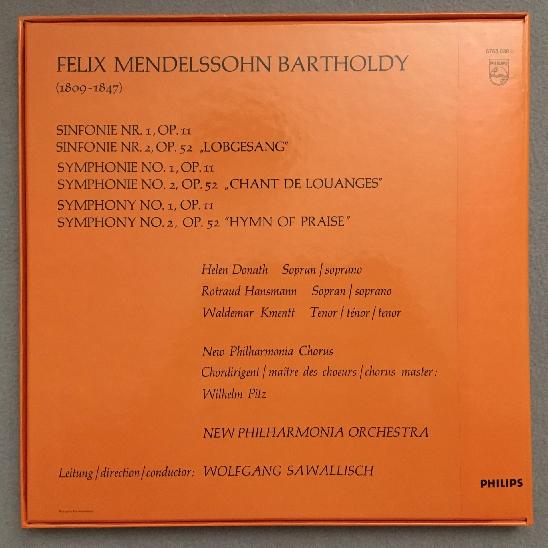 FELIX MENDELSSOHN BARTHOLDY
(1809-1847)
PHILIPS
SINFONIE NR. 1, OP. 11
SINFONIE NR. 2, OP. 52 „LOBGESANG”
SYMPHONIE NO. 1, OP. 11
SYMPHONIE NO. 2, OP. 52 „CHANT DE LOUANGES”
SYMPHONY NO. 1, OP. 11
SYMPHONY NO. 2, OP. 52 “HYMN OF PRAISE”
Helen Donath Sopran/soprano
Rotraud Hansmann Sopran/soprano
Waldemar Kmentt Tenor/ténor/tenor
New Philharmonia Chorus
Chordirigent/maître des choeurs/chorus master:
Wilhelm Pitz
NEW PHILHARMONIA ORCHESTRA
Leitung/direction/conductor: WOLFGANG SAWALLISCH
PHILIPS